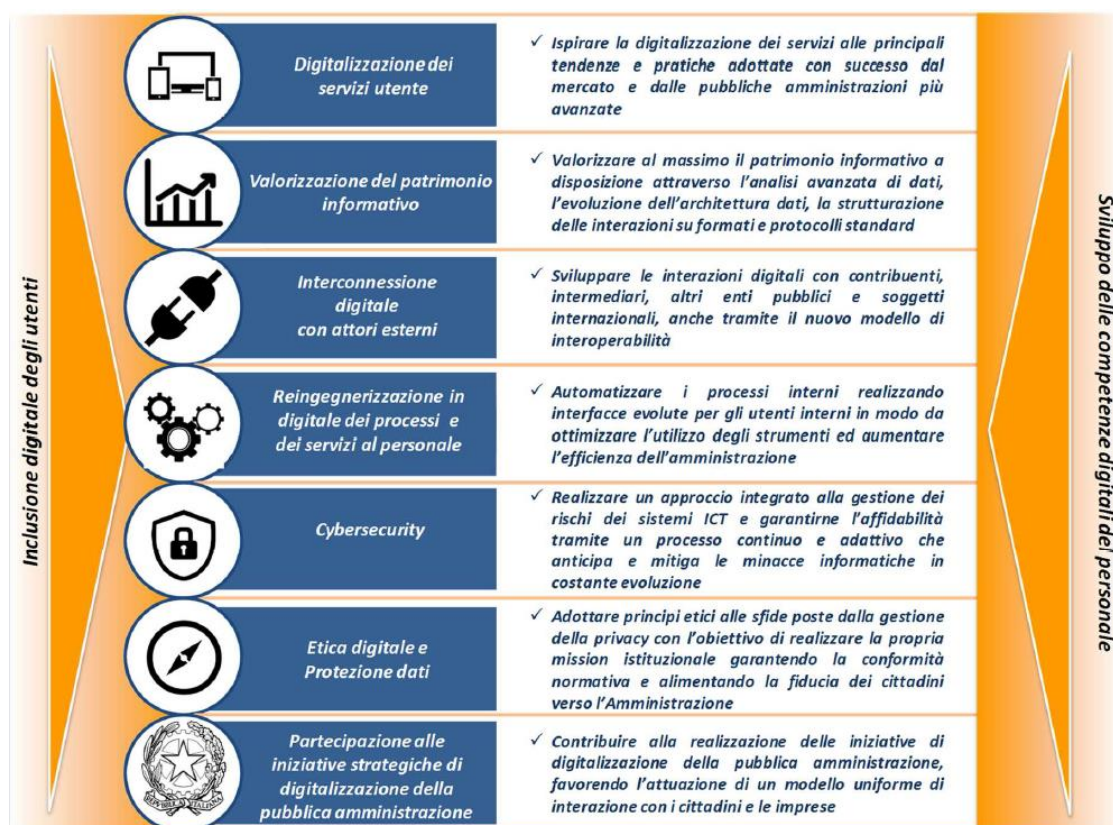 Inclusione digitale degli utenti
Digitalizzazione dei
servizi utente
✓ Ispirare la digitalizzazione dei servizi alle principali
tendenze e pratiche adottate con successo dal
mercato e dalle pubbliche amministrazioni più
avanzate
Valorizzazione del patrimonio
informativo
✓ Valorizzare al massimo il patrimonio informativo a
disposizione attraverso l'analisi avanzata di dati,
l'evoluzione dell'architettura dati, la strutturazione
delle interazioni su formati e protocolli standard
Interconnessione
digitale
con attori esterni
✓ Sviluppare le interazioni digitali con contribuenti,
intermediari, altri enti pubblici e soggetti
internazionali, anche tramite il nuovo modello di
interoperabilità
Reingegnerizzazione in
digitale dei processi e
dei servizi al personale
✓ Automatizzare i processi interni realizzando
interfacce evolute per gli utenti interni in modo da
ottimizzare l'utilizzo degli strumenti ed aumentare
l'efficienza dell'amministrazione
Cybersecurity
✓ Realizzare un approccio integrato alla gestione dei
rischi dei sistemi ICT e garantirne l'affidabilità
tramite un processo continuo e adattivo che
anticipa e mitiga le minacce informatiche in
costante evoluzione
Etica digitale e
Protezione dati
✓ Adottare principi etici alle sfide poste dalla gestione
della privacy con l'obiettivo di realizzare la propria
mission istituzionale garantendo la conformità
normativa e alimentando la fiducia dei cittadini
verso l'Amministrazione
REPVBBLICA ITALIANA
Partecipazione alle
iniziative strategiche di
digitalizzazione della
pubblica amministrazione
✓ Contribuire alla realizzazione delle iniziative di
digitalizzazione della pubblica amministrazione,
favorendo l'attuazione di un modello uniforme di
interazione con i cittadini e le imprese
Sviluppo delle competenze digitali del personale